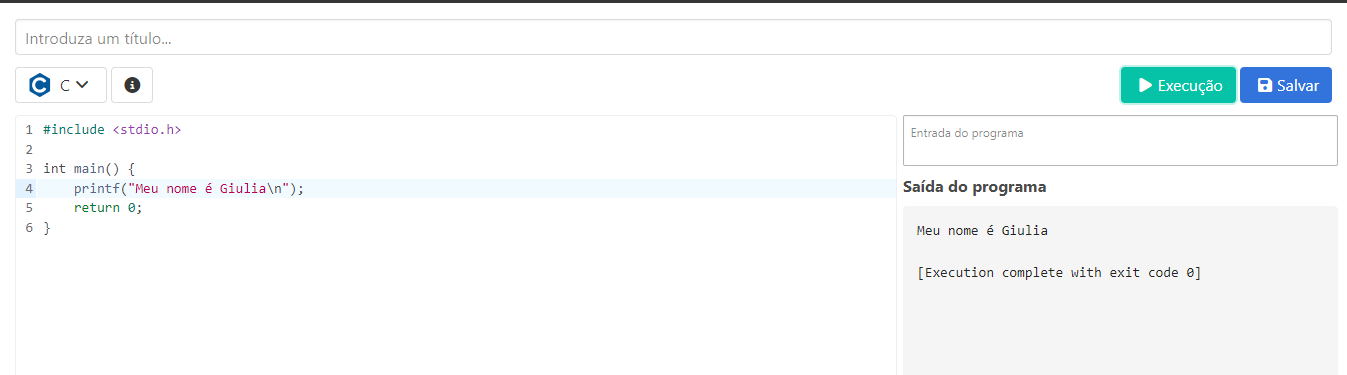 Introduza um título...
C
Execução
Salvar
1 #include <stdio.h>
2
3 int main() {
4     printf("Meu nome é Giulia\n");
5     return 0;
6 }
Entrada do programa
Saída do programa
Meu nome é Giulia
[Execution complete with exit code 0]